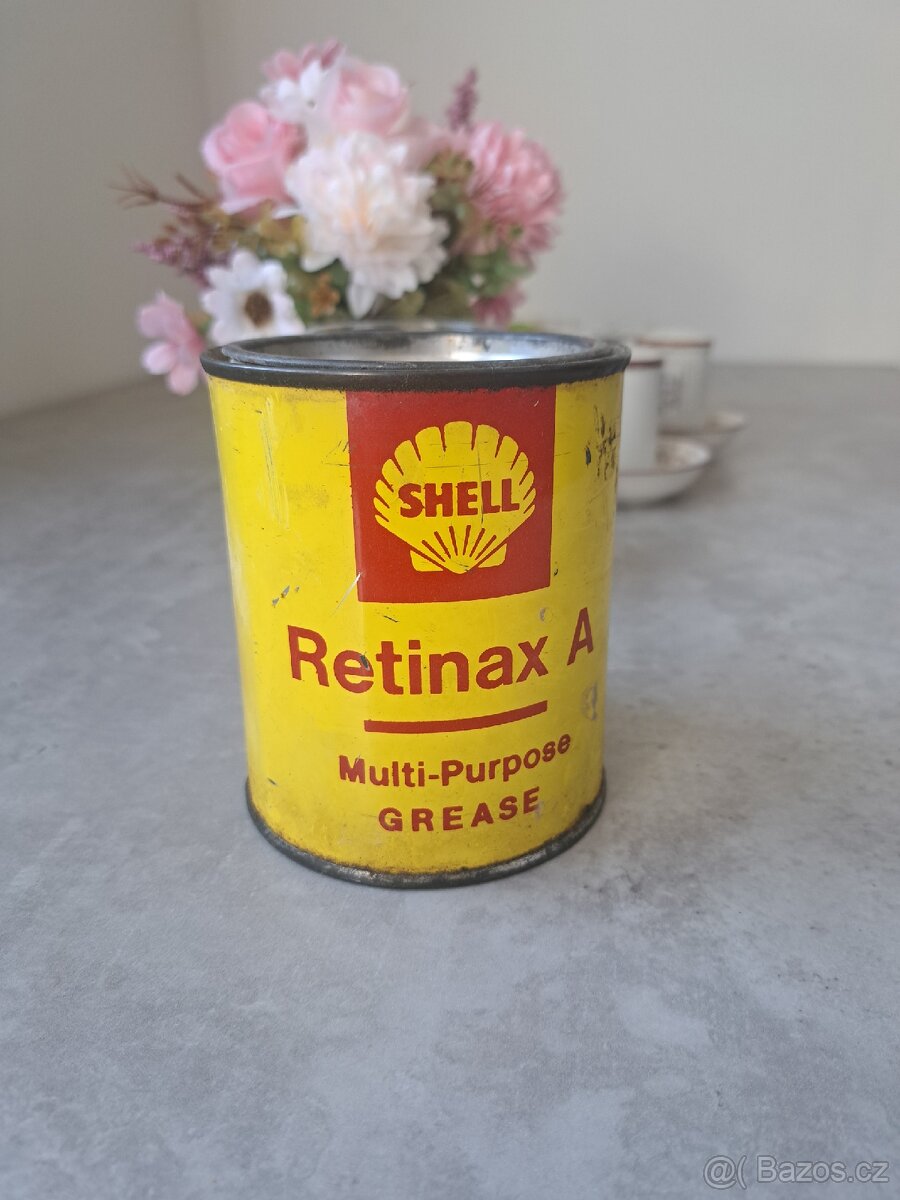 SHELL
Retinax A
Multi-Purpose
GREASE
@( Bazos.cz